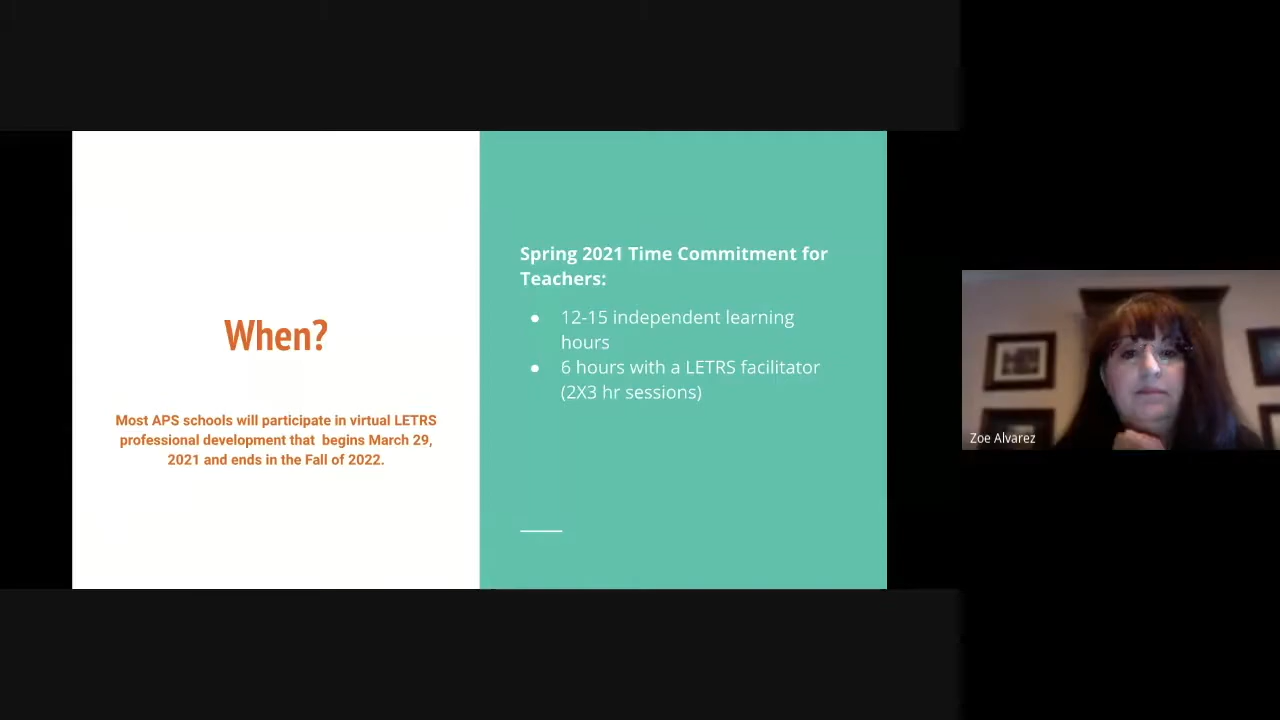 When?
Most APS schools will participate in virtual LETRS
professional development that  begins March 29,
2021 and ends in the Fall of 2022.
Spring 2021 Time Commitment for
Teachers:
● 12-15 independent learning
hours
● 6 hours with a LETRS facilitator
(2X3 hr sessions)
Zoe Alvarez